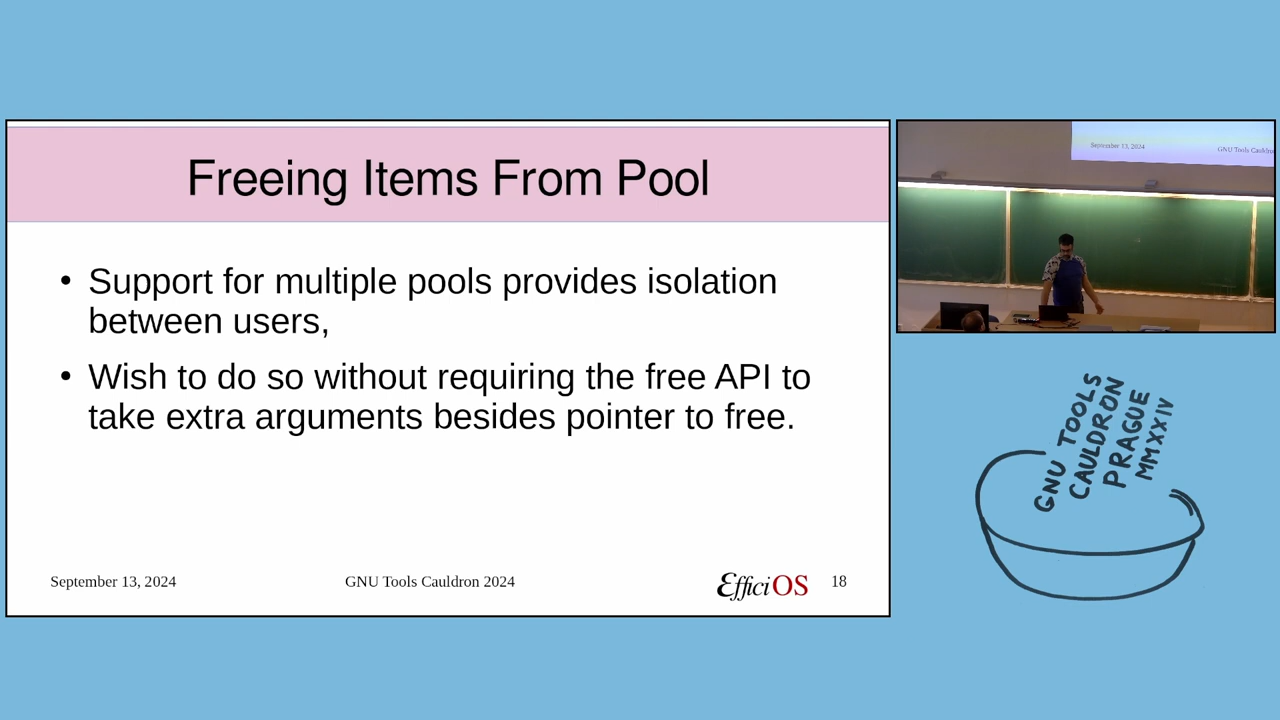 Freeing Items From Pool
• Support for multiple pools provides isolation
between users,
• Wish to do so without requiring the free API to
take extra arguments besides pointer to free.
September 13, 2024
GNU Tools Cauldron 2024
EfficiOS
18
September 13, 2024
GNU Tools Cauldro
GNU TOOLS
CAULDRON
PRAGUE
MMXXIV